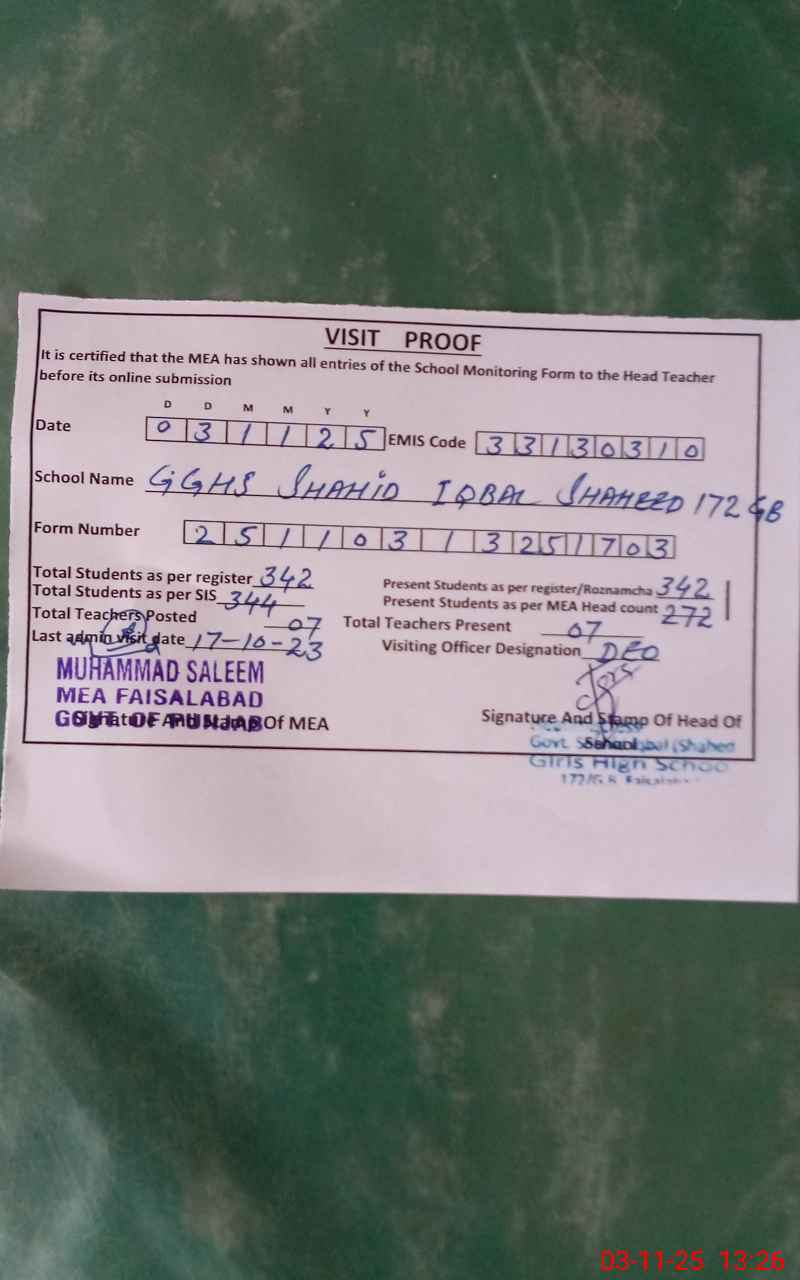 VISIT PROOF
It is certified that the MEA has shown all entries of the School Monitoring Form to the Head Teacher
before its online submission
D D M M Y Y
Date 0 3 1 1 2 5 EMIS Code 3 3 1 3 0 3 1 0
School Name GGHS SHAHID IQBAL SHAHEED 172 GB
Form Number 2 5 1 1 0 3 1 3 2 5 1 7 0 3
Total Students as per register 342 Present Students as per register/Roznamcha 342
Total Students as per SIS 344 Present Students as per MEA Head count 272
Total Teachers Posted 07 Total Teachers Present 07
Last admin visit date 17-10-23 Visiting Officer Designation DEO
MUHAMMAD SALEEM
MEA FAISALABAD
GOVT. OF PUNJAB
Signature And Name Of MEA Signature And Stamp Of Head Of
School
Govt. Iqbal (Shaheed
Girls High School
172/G.B.
03-11-25 13:26